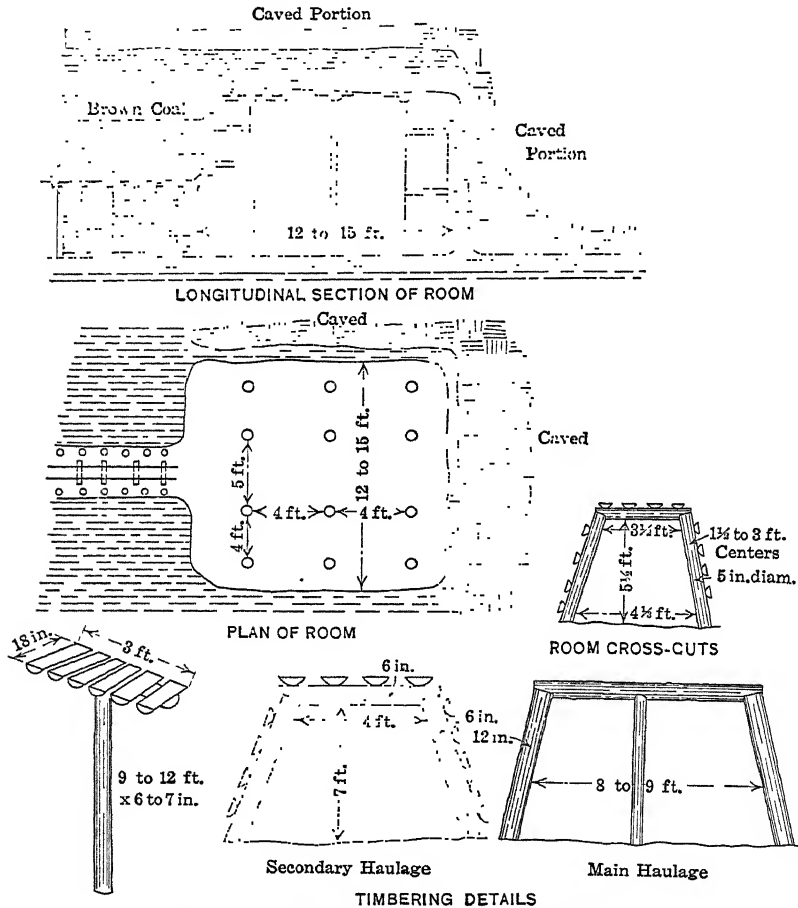 Caved Portion
Brown Coal
Caved
Portion
12 to 15 ft.
LONGITUDINAL SECTION OF ROOM
Caved
12 to 15 ft.
Caved
5 ft.
4 ft.
4 ft.
4 ft.
PLAN OF ROOM
3½ ft.
1½ to 3 ft.
Centers
5 in. diam.
5½ ft.
4½ ft.
ROOM CROSS-CUTS
18 in.
3 ft.
9 to 12 ft.
x 6 to 7 in.
6 in.
4 ft.
6 in.
7 ft.
Secondary Haulage
12 in.
8 to 9 ft.
Main Haulage
TIMBERING DETAILS